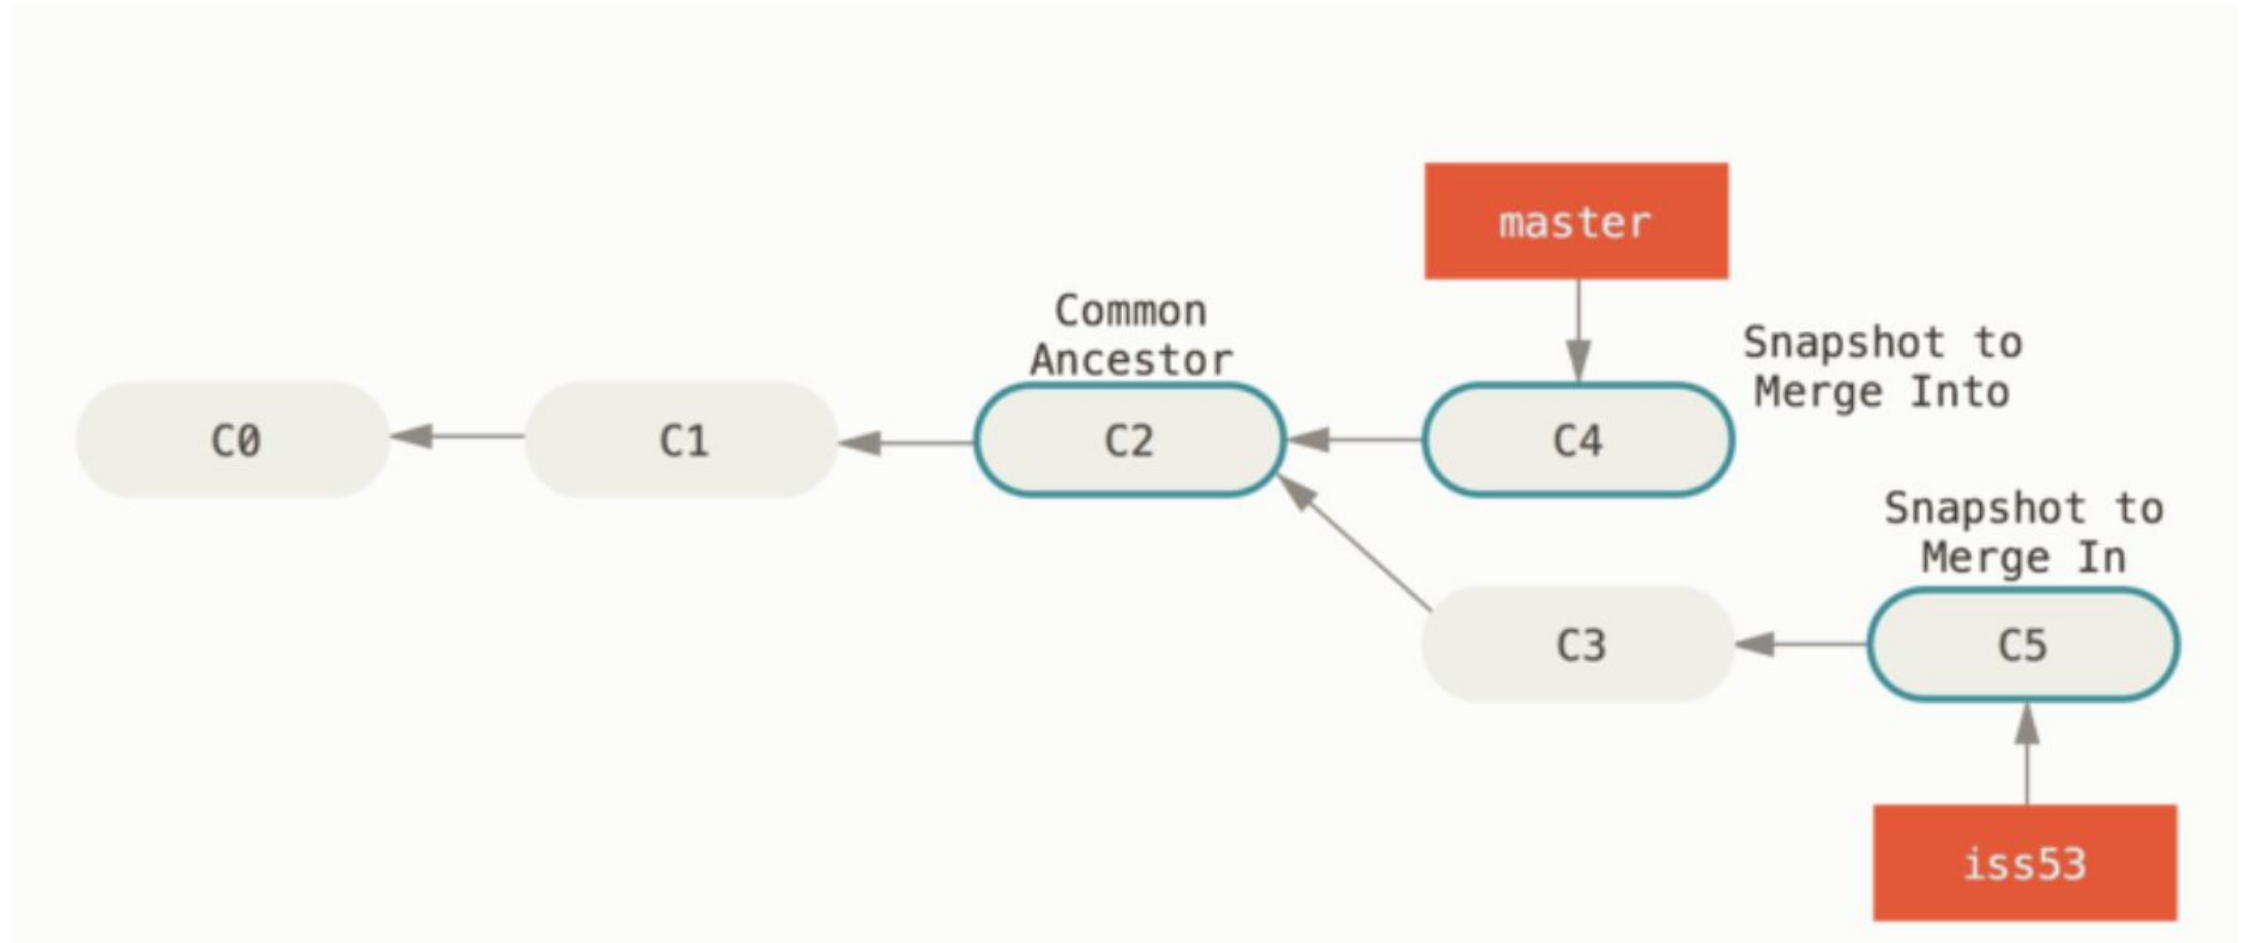 master
Common
Ancestor
Snapshot to
Merge Into
C0
C1
C2
C4
Snapshot to
Merge In
C3
C5
iss53